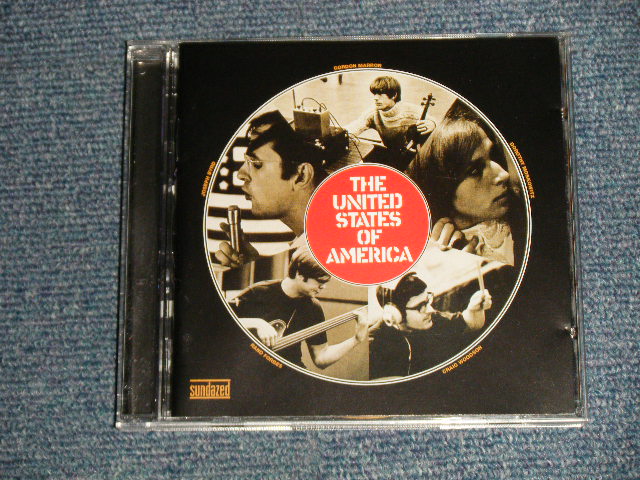 GORDON MARRON
JOSEPH BYRD
DOROTHY MOSKOWITZ
THE
UNITED
STATES
OF
AMERICA
RAND FORBES
CRAIG WOODSON
sundazed